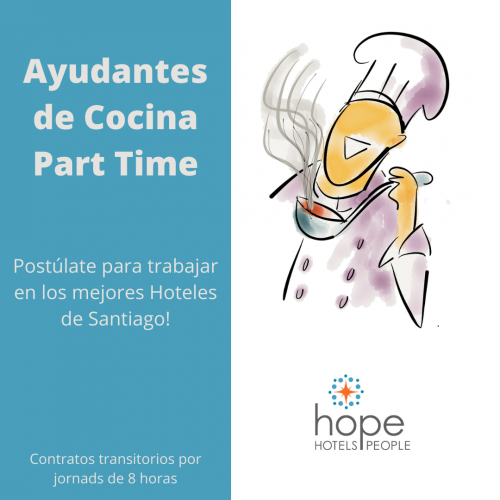 Ayudantes
de Cocina
Part Time
Postúlate para trabajar
en los mejores Hoteles
de Santiago!
Contratos transitorios por
jornads de 8 horas
hope
HOTELS PEOPLE